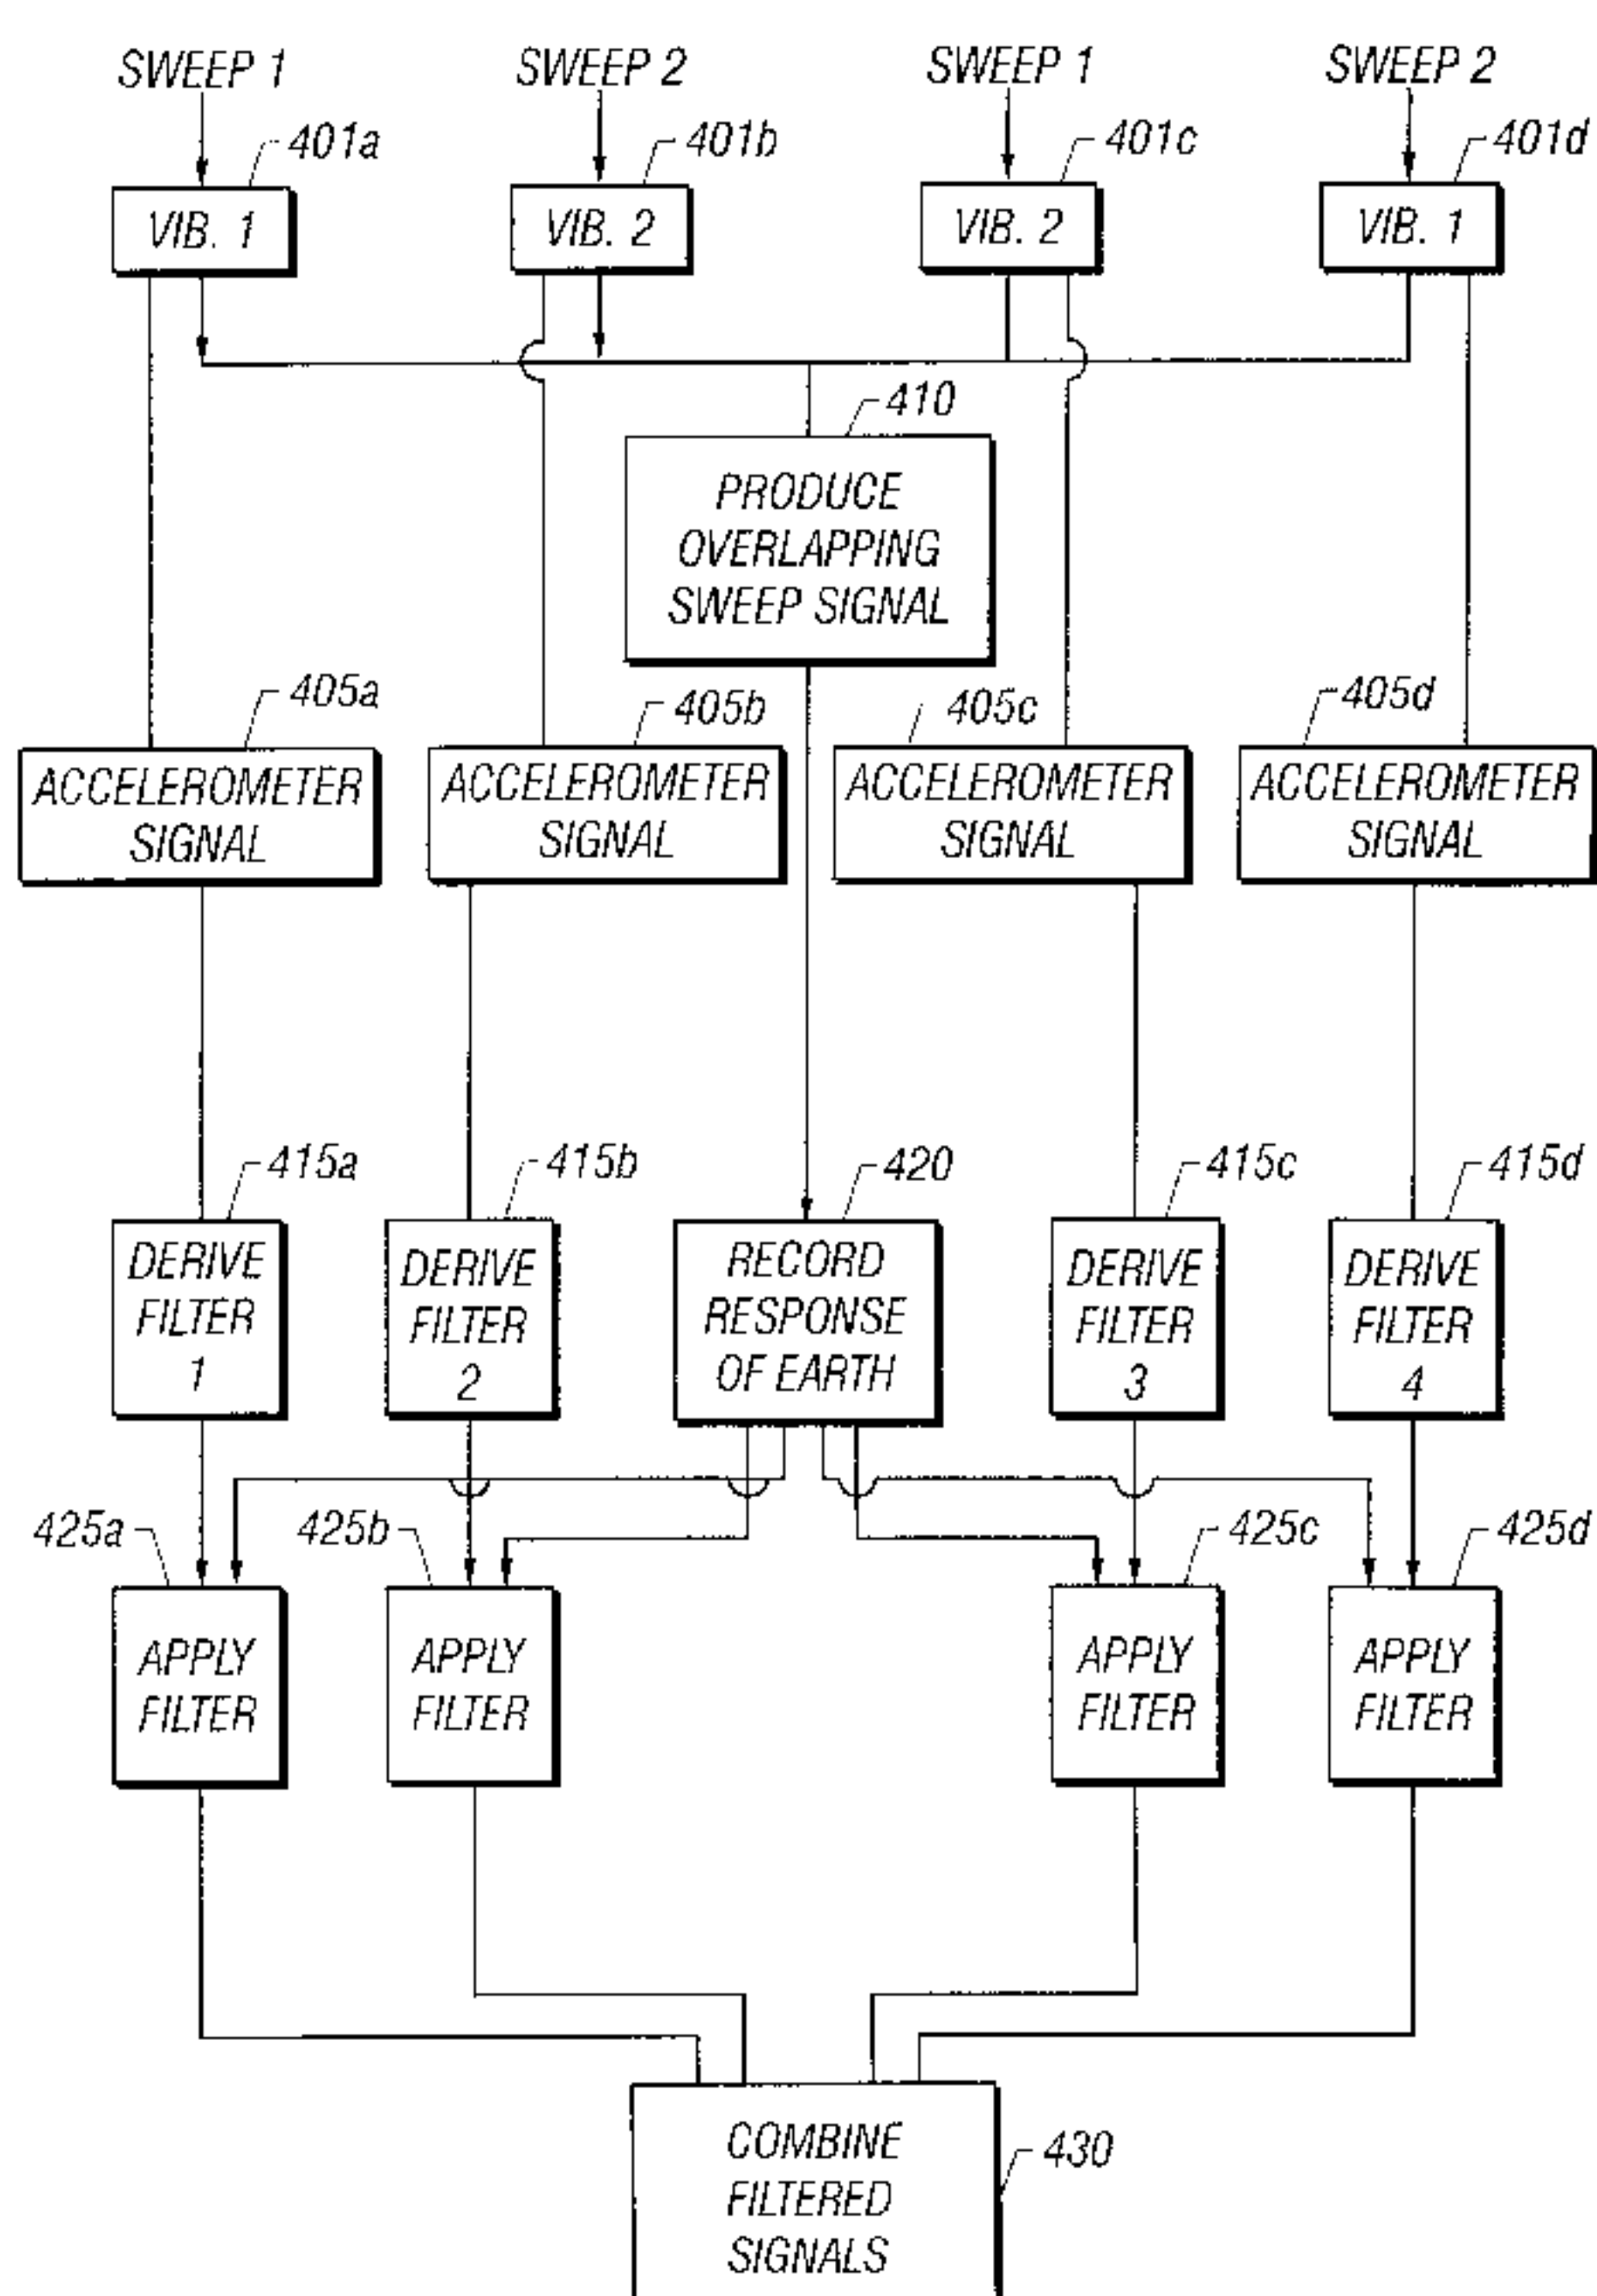 SWEEP 1
SWEEP 2
SWEEP 1
SWEEP 2
401a
401b
401c
401d
VIB. 1
VIB. 2
VIB. 2
VIB. 1
410
PRODUCE
OVERLAPPING
SWEEP SIGNAL
405a
405b
405c
405d
ACCELEROMETER
SIGNAL
ACCELEROMETER
SIGNAL
ACCELEROMETER
SIGNAL
ACCELEROMETER
SIGNAL
415a
415b
420
415c
415d
DERIVE
FILTER
1
DERIVE
FILTER
2
RECORD
RESPONSE
OF EARTH
DERIVE
FILTER
3
DERIVE
FILTER
4
425a
425b
425c
425d
APPLY
FILTER
APPLY
FILTER
APPLY
FILTER
APPLY
FILTER
COMBINE
FILTERED
SIGNALS
430